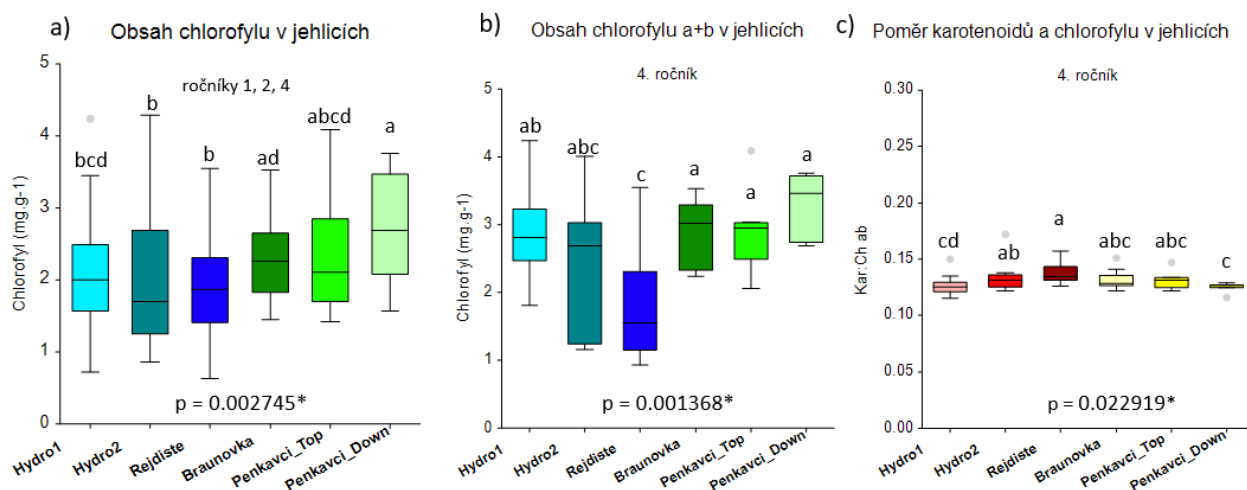 a) Obsah chlorofylu v jehlicích
ročníky 1, 2, 4
Chlorofyl (mg.g-1)
5
4
3
2
1
0
bcd
b
b
ad
abcd
a
p = 0.002745*
Hydro1
Hydro2
Rejdiste
Braunovka
Penkavci_Top
Penkavci_Down
b) Obsah chlorofylu a+b v jehlicích
4. ročník
Chlorofyl (mg.g-1)
5
4
3
2
1
0
ab
abc
c
a
a
a
p = 0.001368*
Hydro1
Hydro2
Rejdiste
Braunovka
Penkavci_Top
Penkavci_Down
c) Poměr karotenoidů a chlorofylu v jehlicích
4. ročník
Kar:Ch ab
0.30
0.25
0.20
0.15
0.10
0.05
0.00
cd
ab
a
abc
abc
c
p = 0.022919*
Hydro1
Hydro2
Rejdiste
Braunovka
Penkavci_Top
Penkavci_Down